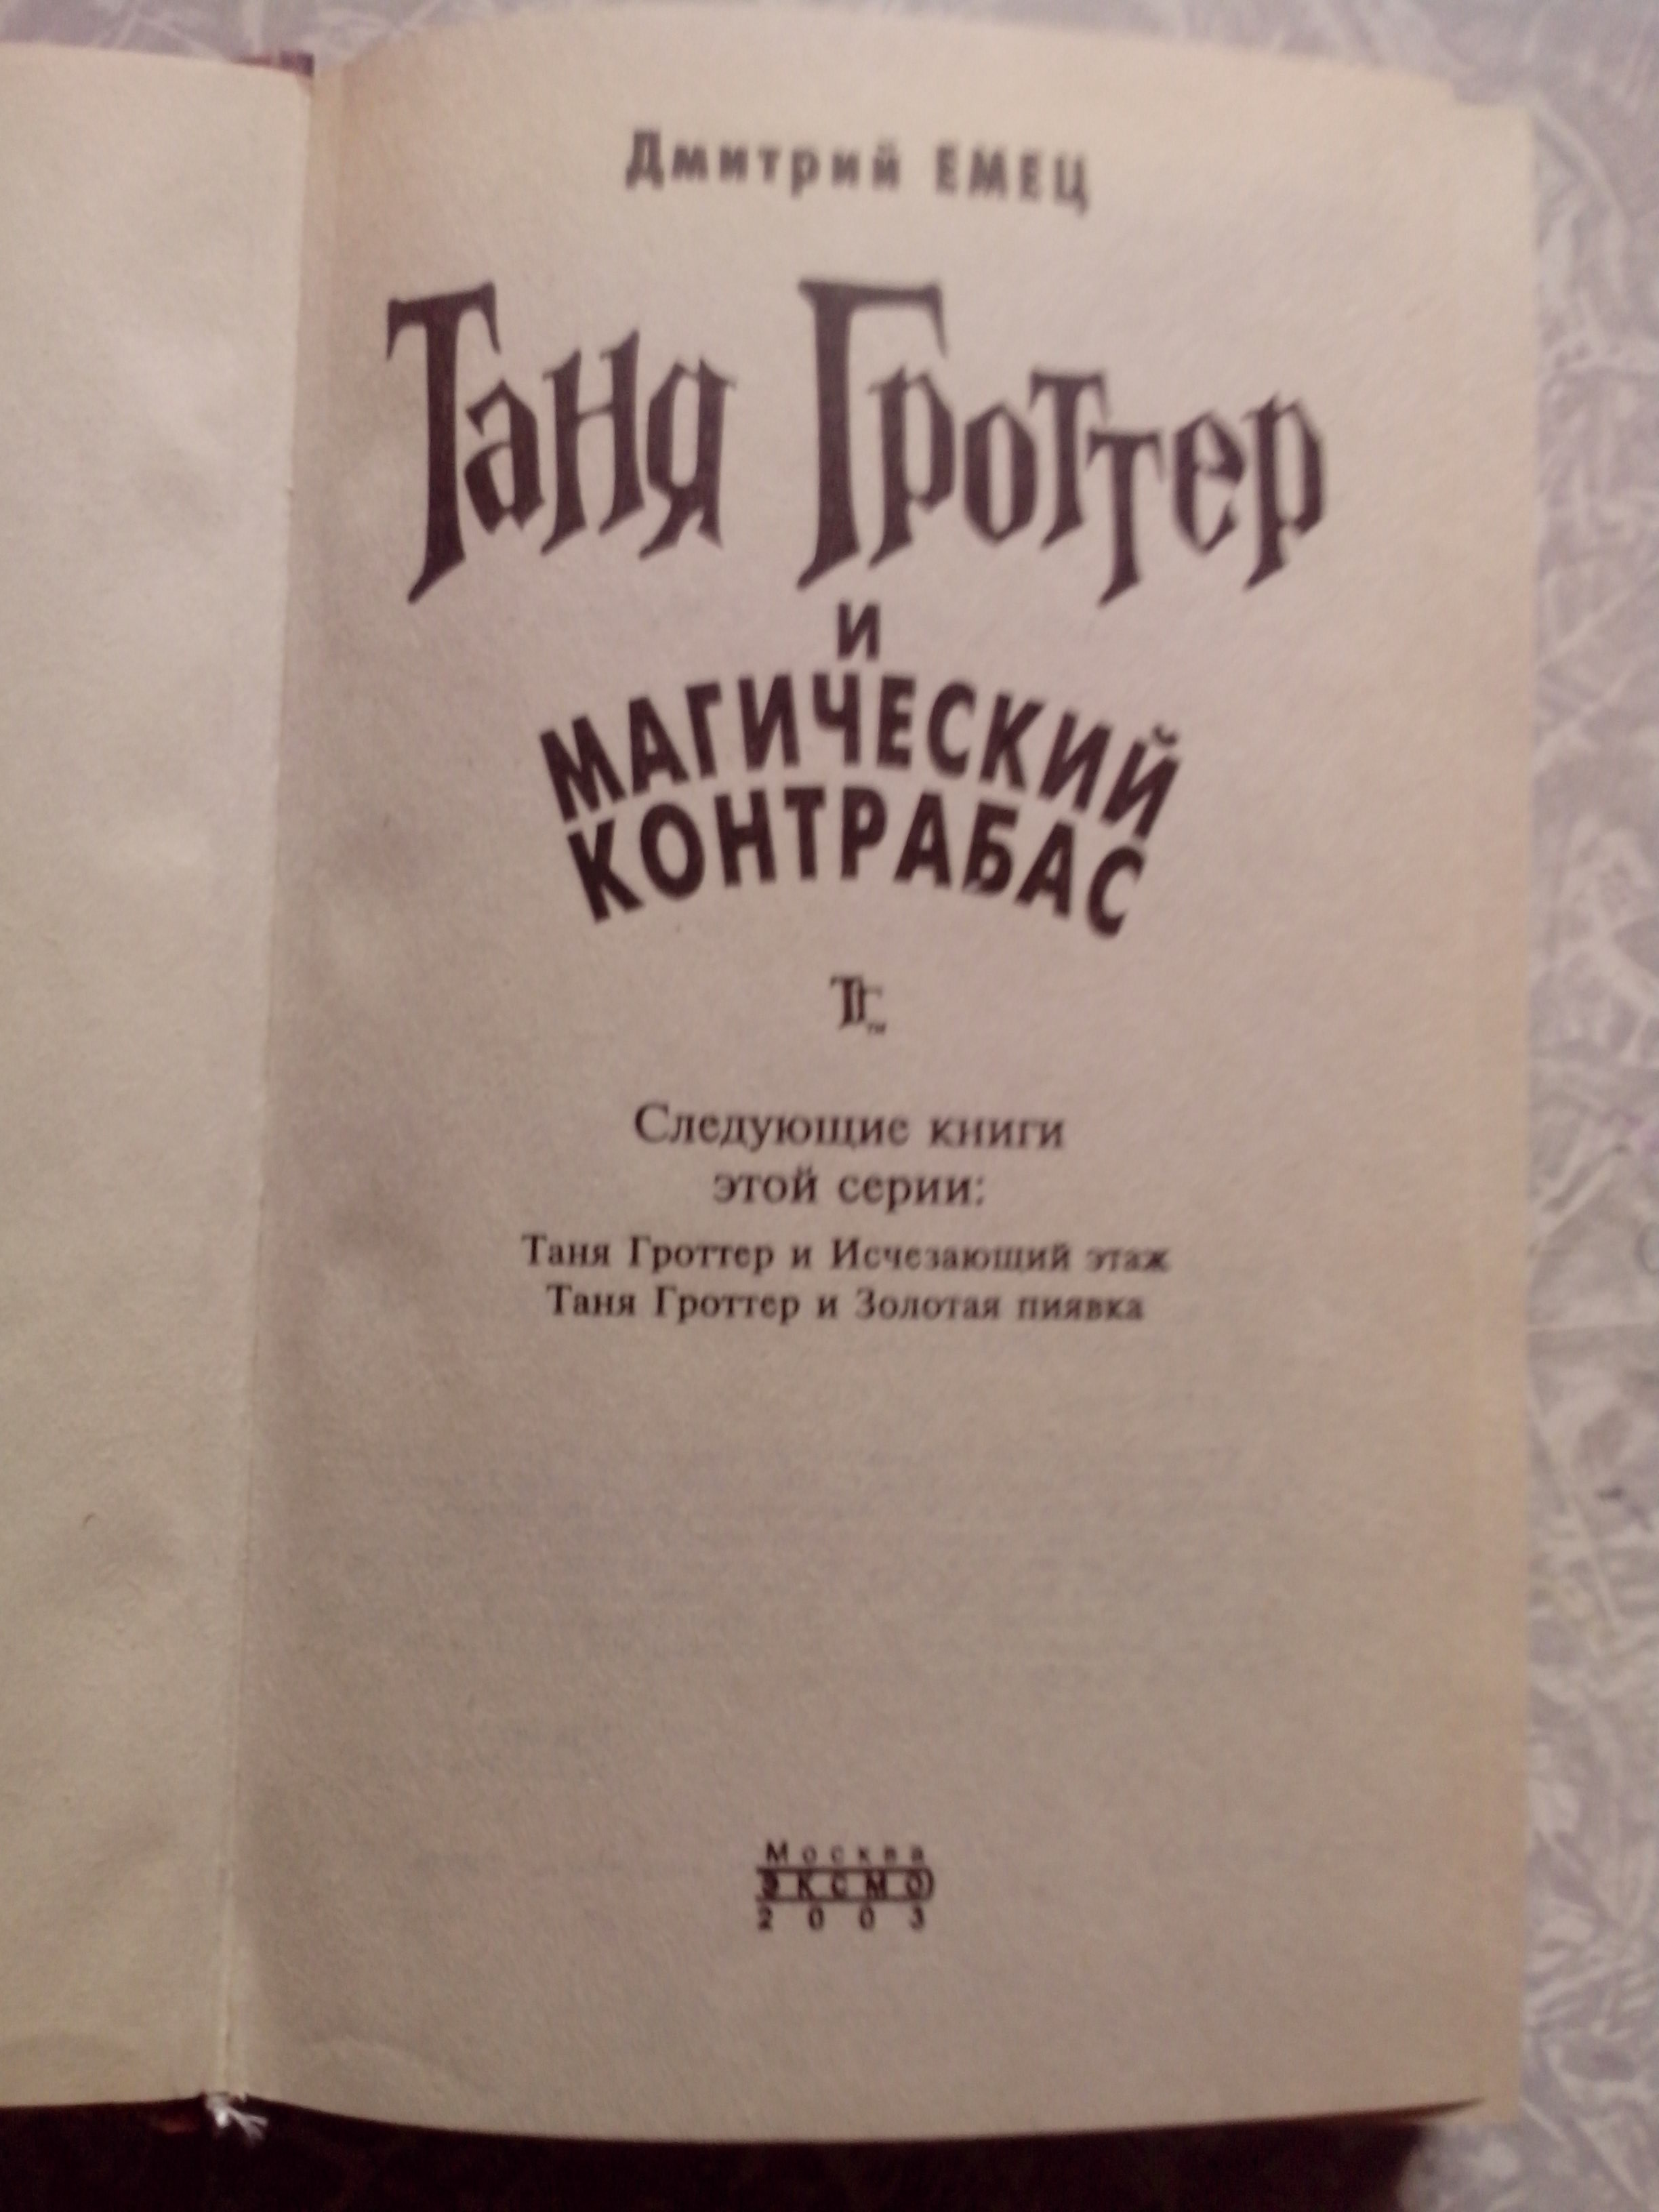 Дмитрий ЕМЕЦ
Таня Гроттер
и
МАГИЧЕСКИЙ
КОНТРАБАС
ТГ™
Следующие книги
этой серии:
Таня Гроттер и Исчезающий этаж
Таня Гроттер и Золотая пиявка
Москва
ЭКСМО
2003